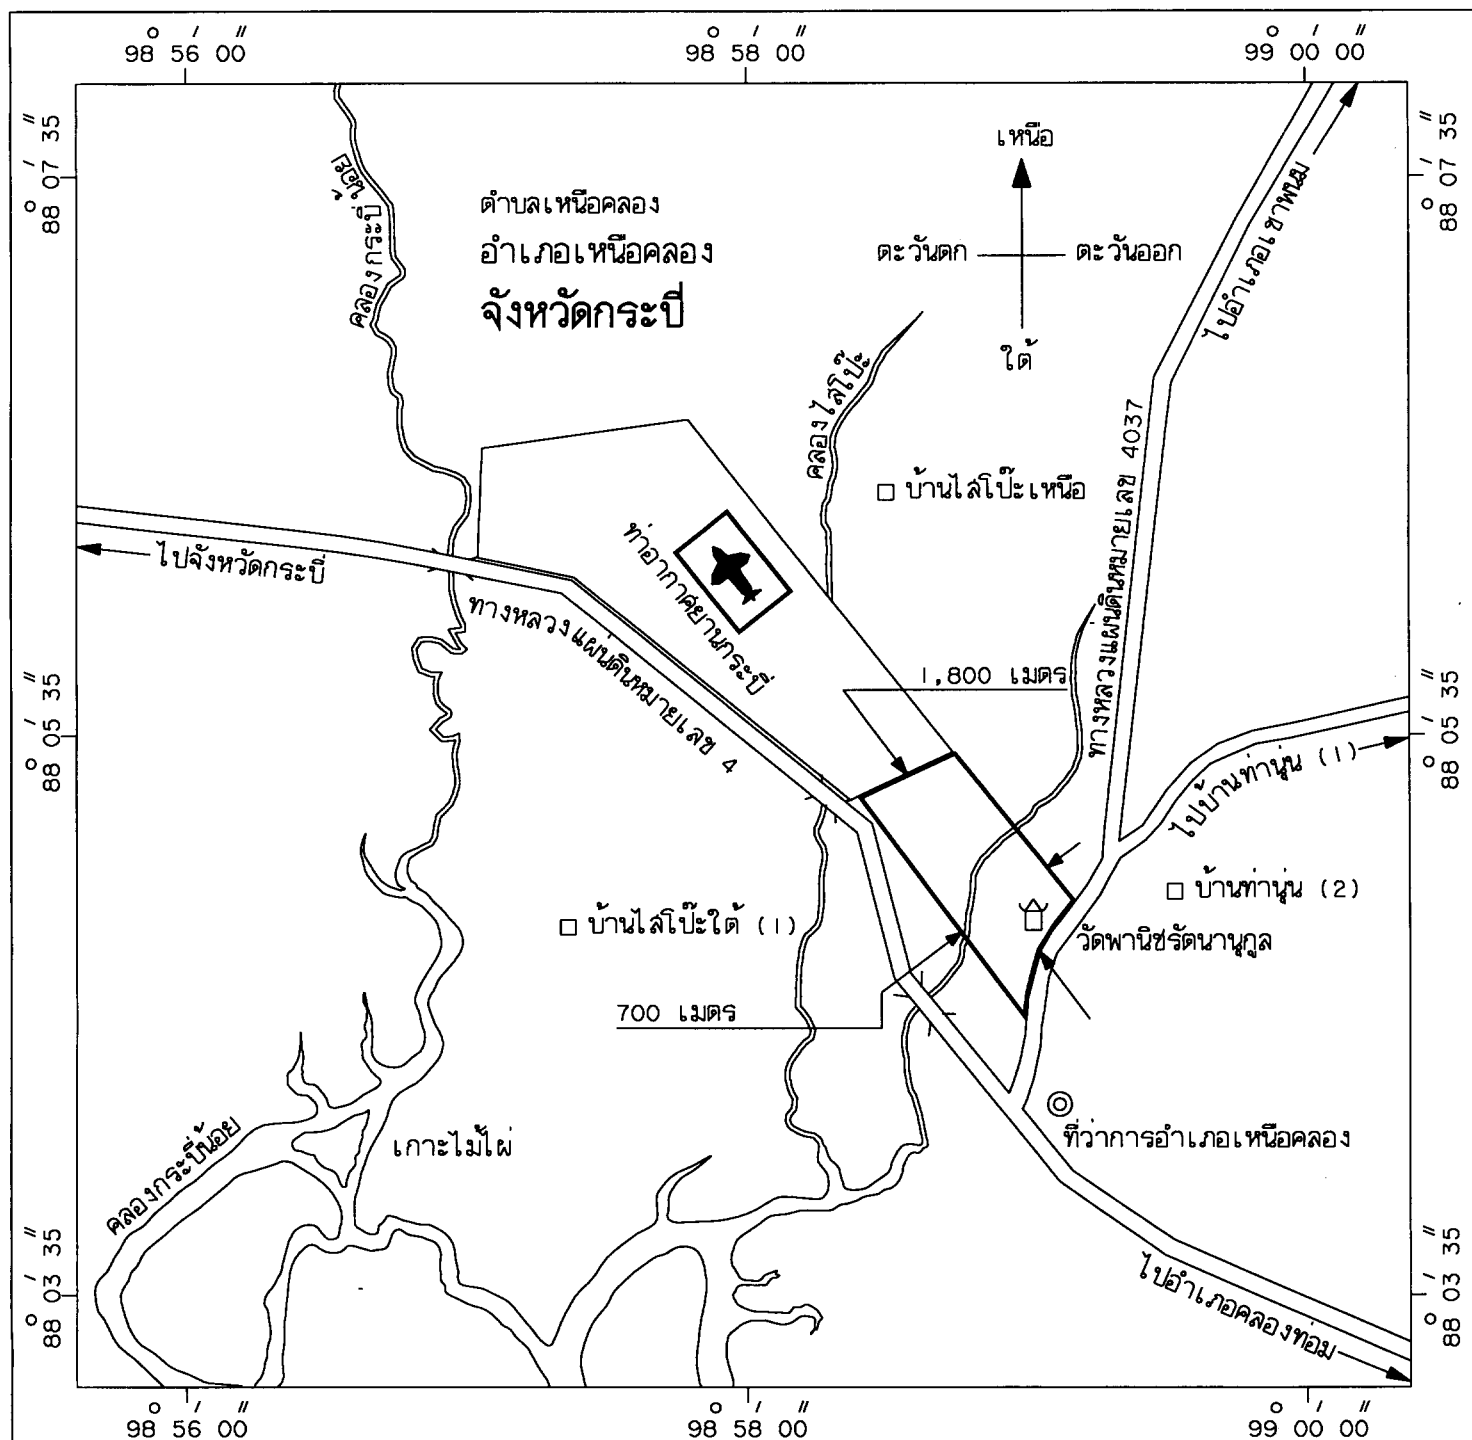 98° 56′ 00″
98° 58′ 00″
99° 00′ 00″
88° 07′ 35″
88° 07′ 35″
เหนือ
ตะวันตก
ตะวันออก
ใต้
ตำบลเหนือคลอง
อำเภอเหนือคลอง
จังหวัดกระบี่
คลองกระบี่น้อย
คลองไสโป๊ะ
ไปอำเภอเขาพนม
ทางหลวงแผ่นดินหมายเลข 4037
บ้านไสโป๊ะเหนือ
ไปจังหวัดกระบี่
ท่าอากาศยานกระบี่
ทางหลวงแผ่นดินหมายเลข 4
1,800 เมตร
88° 05′ 35″
88° 05′ 35″
ไปบ้านท่านุ่น (1)
บ้านท่านุ่น (2)
บ้านไสโป๊ะใต้ (1)
วัดพานิชรัตนานุกูล
700 เมตร
ที่ว่าการอำเภอเหนือคลอง
เกาะไม้ไผ่
คลองกระบี่น้อย
88° 03′ 35″
88° 03′ 35″
ไปอำเภอคลองท่อม
98° 56′ 00″
98° 58′ 00″
99° 00′ 00″